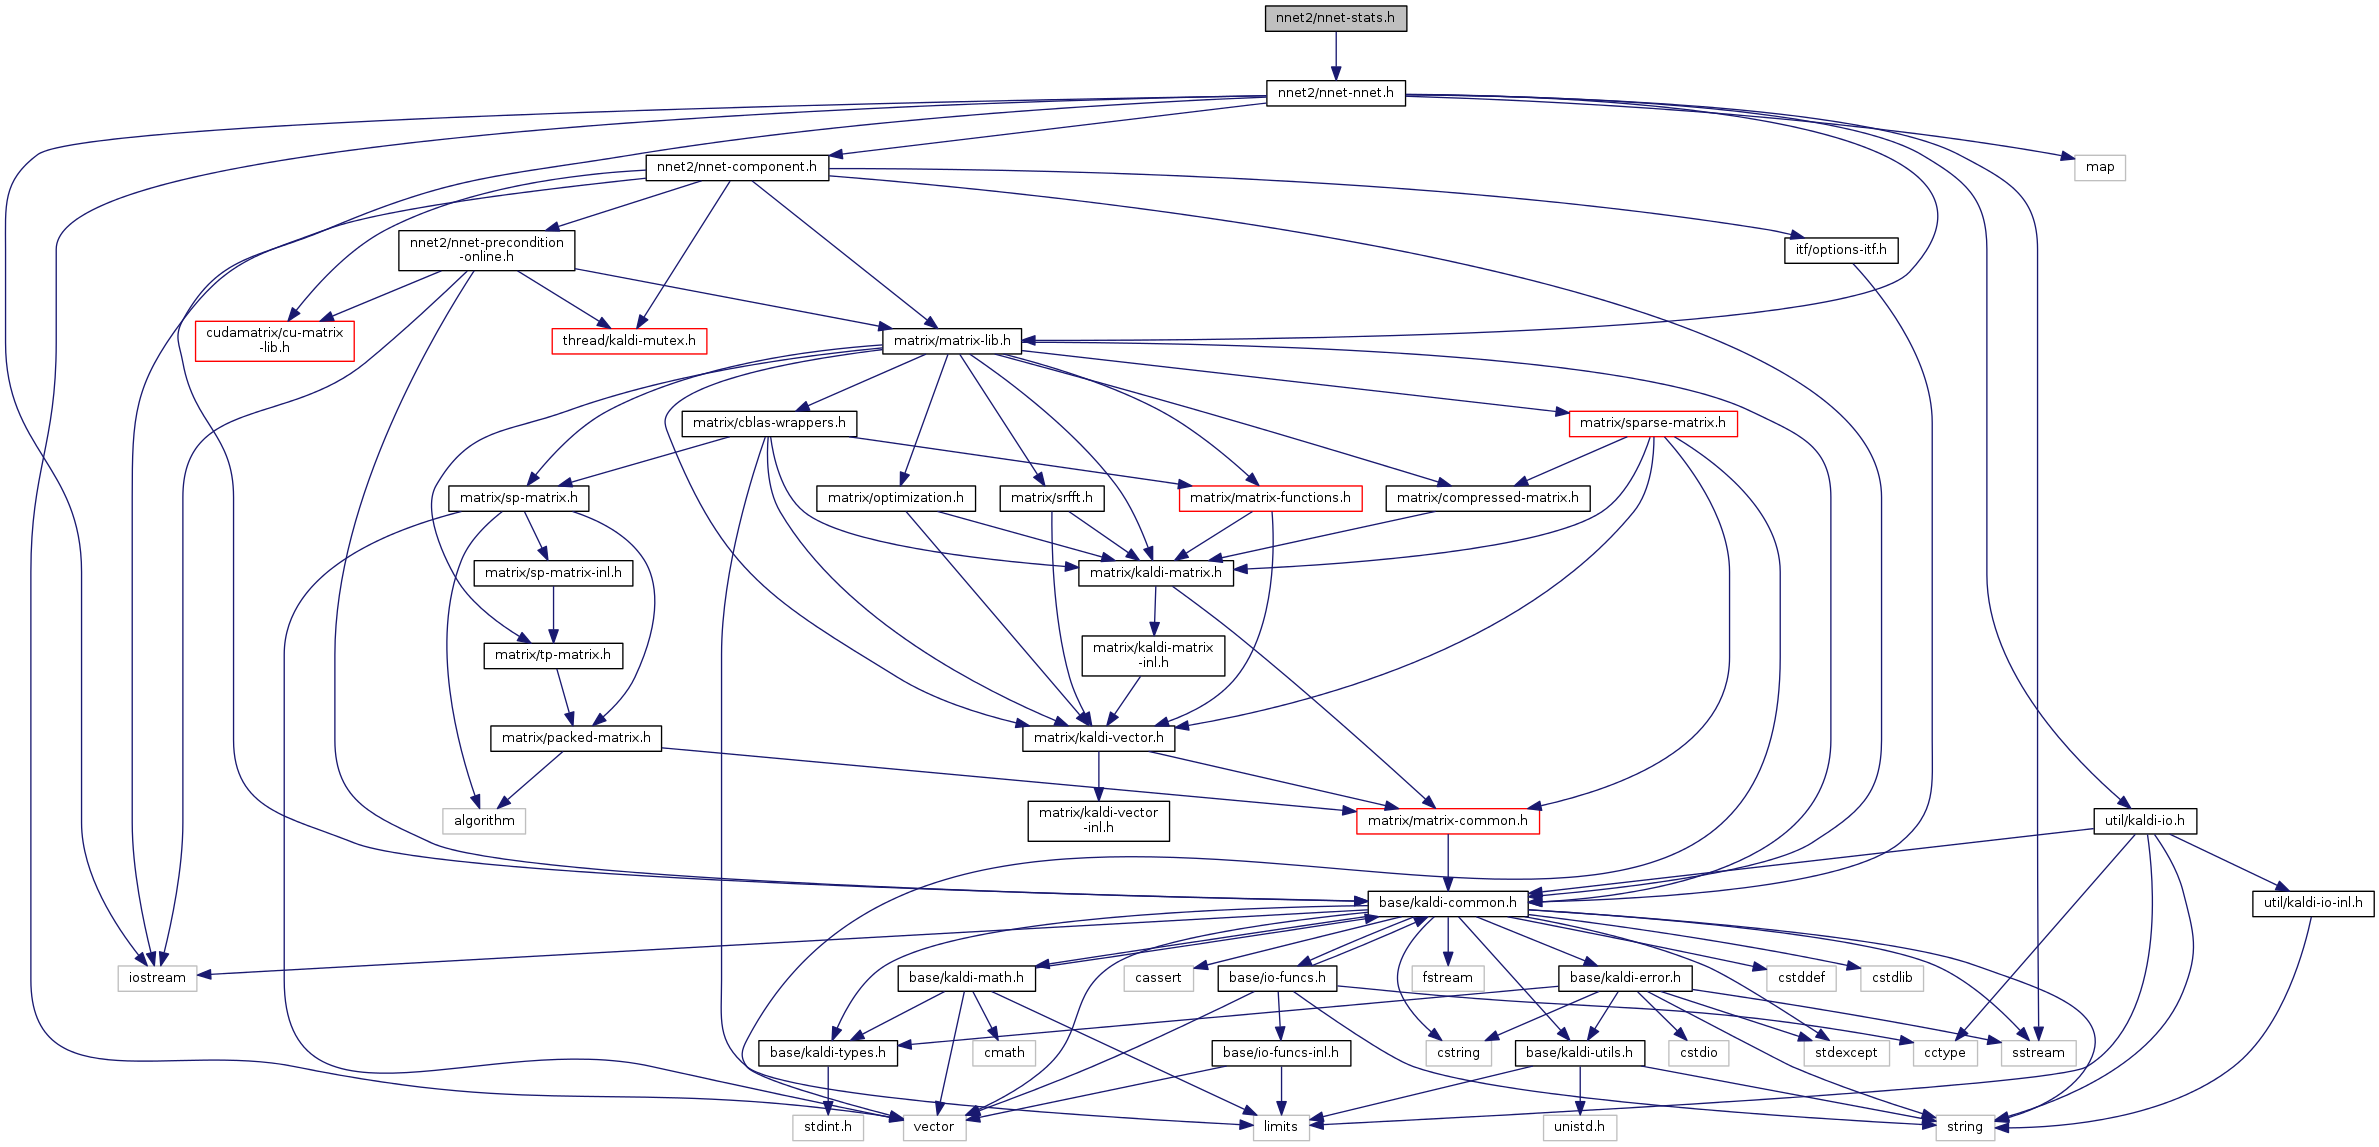 nnet2/nnet-stats.h
nnet2/nnet-nnet.h
nnet2/nnet-component.h
map
nnet2/nnet-precondition
-online.h
itf/options-itf.h
cudamatrix/cu-matrix
-lib.h
thread/kaldi-mutex.h
matrix/matrix-lib.h
matrix/cblas-wrappers.h
matrix/sparse-matrix.h
matrix/sp-matrix.h
matrix/optimization.h
matrix/srfft.h
matrix/matrix-functions.h
matrix/compressed-matrix.h
matrix/sp-matrix-inl.h
matrix/kaldi-matrix.h
matrix/tp-matrix.h
matrix/kaldi-matrix
-inl.h
matrix/packed-matrix.h
matrix/kaldi-vector.h
algorithm
matrix/kaldi-vector
-inl.h
matrix/matrix-common.h
util/kaldi-io.h
base/kaldi-common.h
util/kaldi-io-inl.h
iostream
base/kaldi-math.h
cassert
base/io-funcs.h
fstream
base/kaldi-error.h
cstddef
cstdlib
base/kaldi-types.h
cmath
base/io-funcs-inl.h
cstring
base/kaldi-utils.h
cstdio
stdexcept
cctype
sstream
stdint.h
vector
limits
unistd.h
string